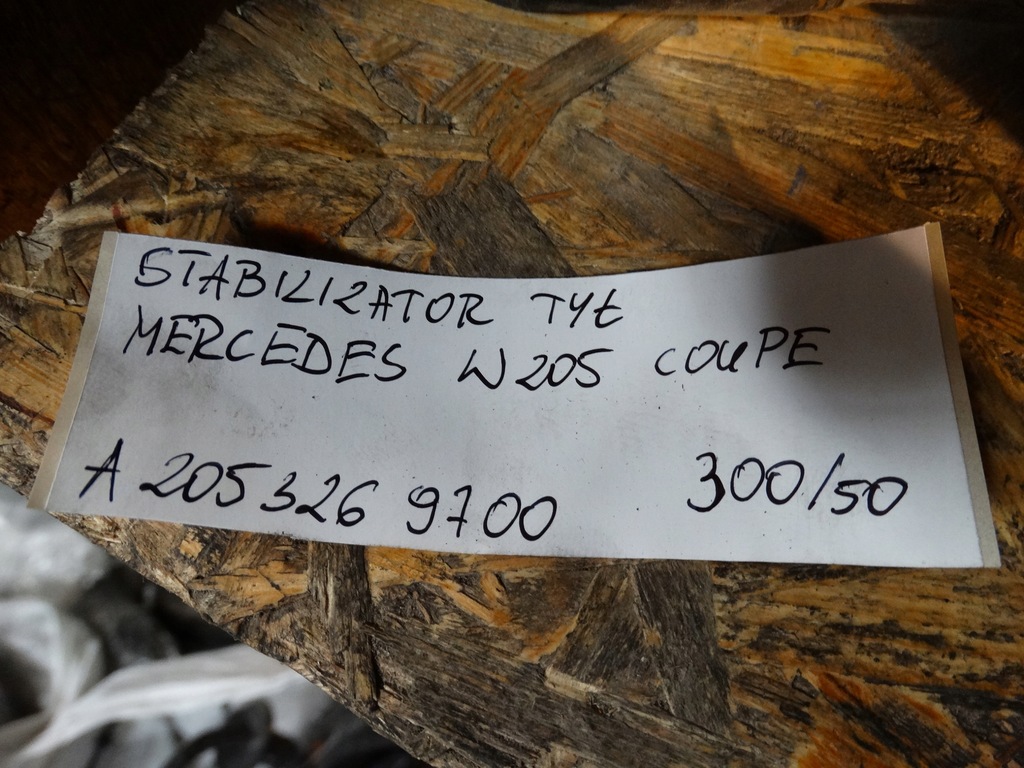 STABILIZATOR TYŁ
MERCEDES W205 COUPE
A 205 326 9700 300/50